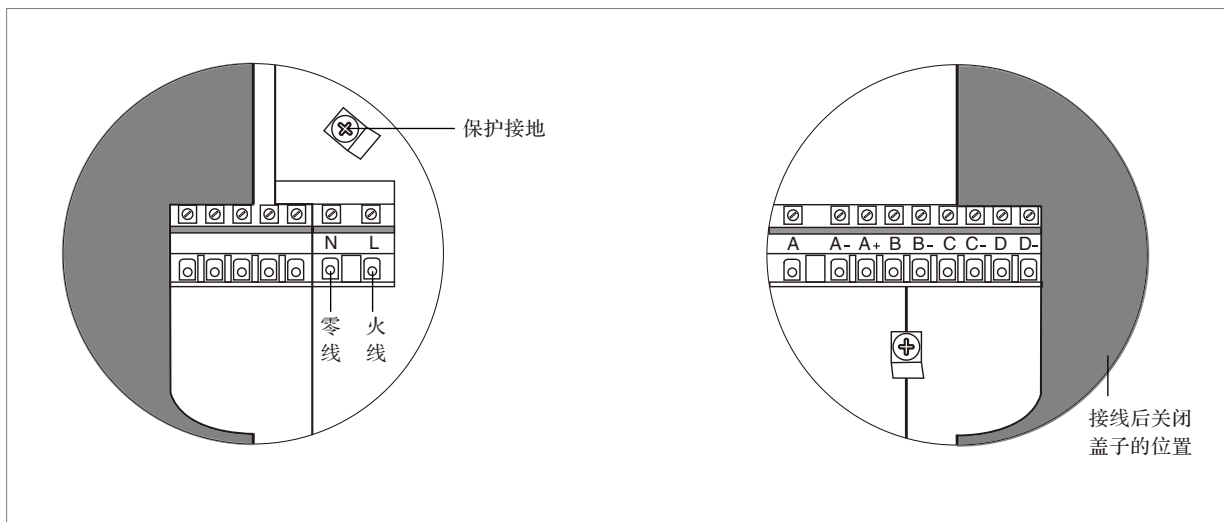 保护接地
N L
零线
火线
A A- A+ B B- C C- D D-
接线后关闭
盖子的位置